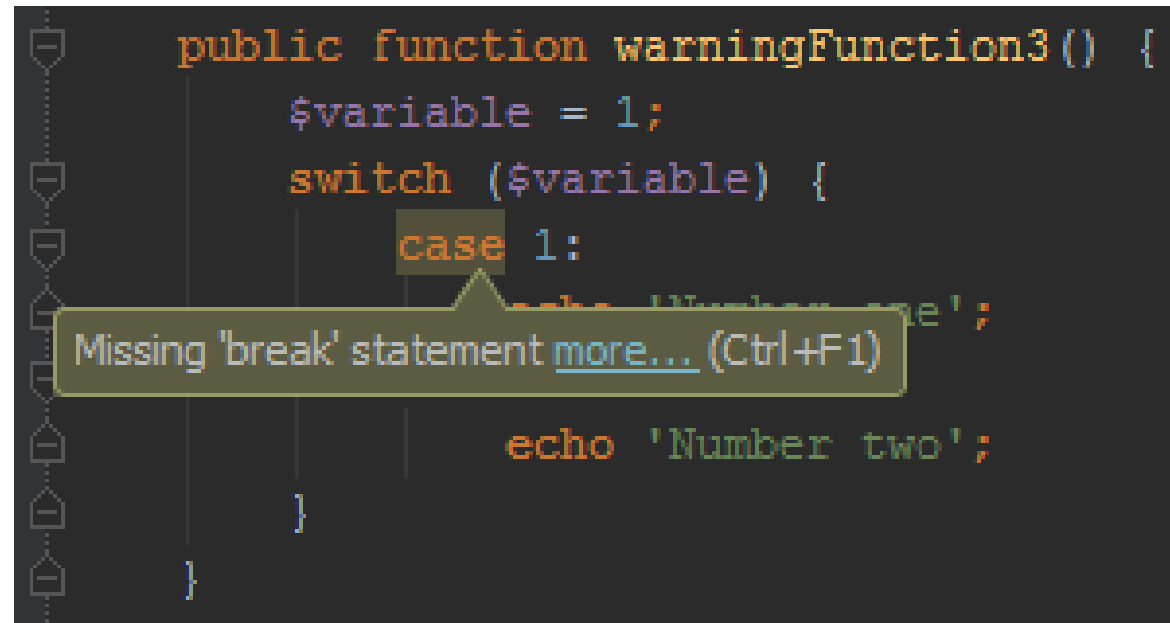 public function warningFunction3() {
$variable = 1;
switch ($variable) {
case 1:
echo 'Number one';
Missing 'break' statement more... (Ctrl+F1)
echo 'Number two';
}
}